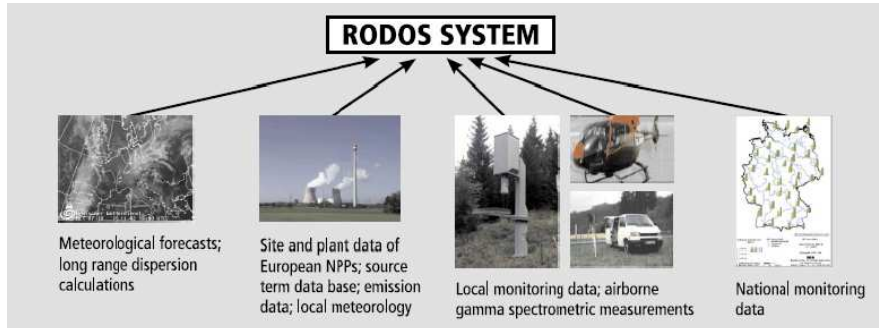 RODOS SYSTEM
Meteorological forecasts;
long range dispersion
calculations
Site and plant data of
European NPPs; source
term data base; emission
data; local meteorology
Local monitoring data; airborne
gamma spectrometric measurements
National monitoring
data